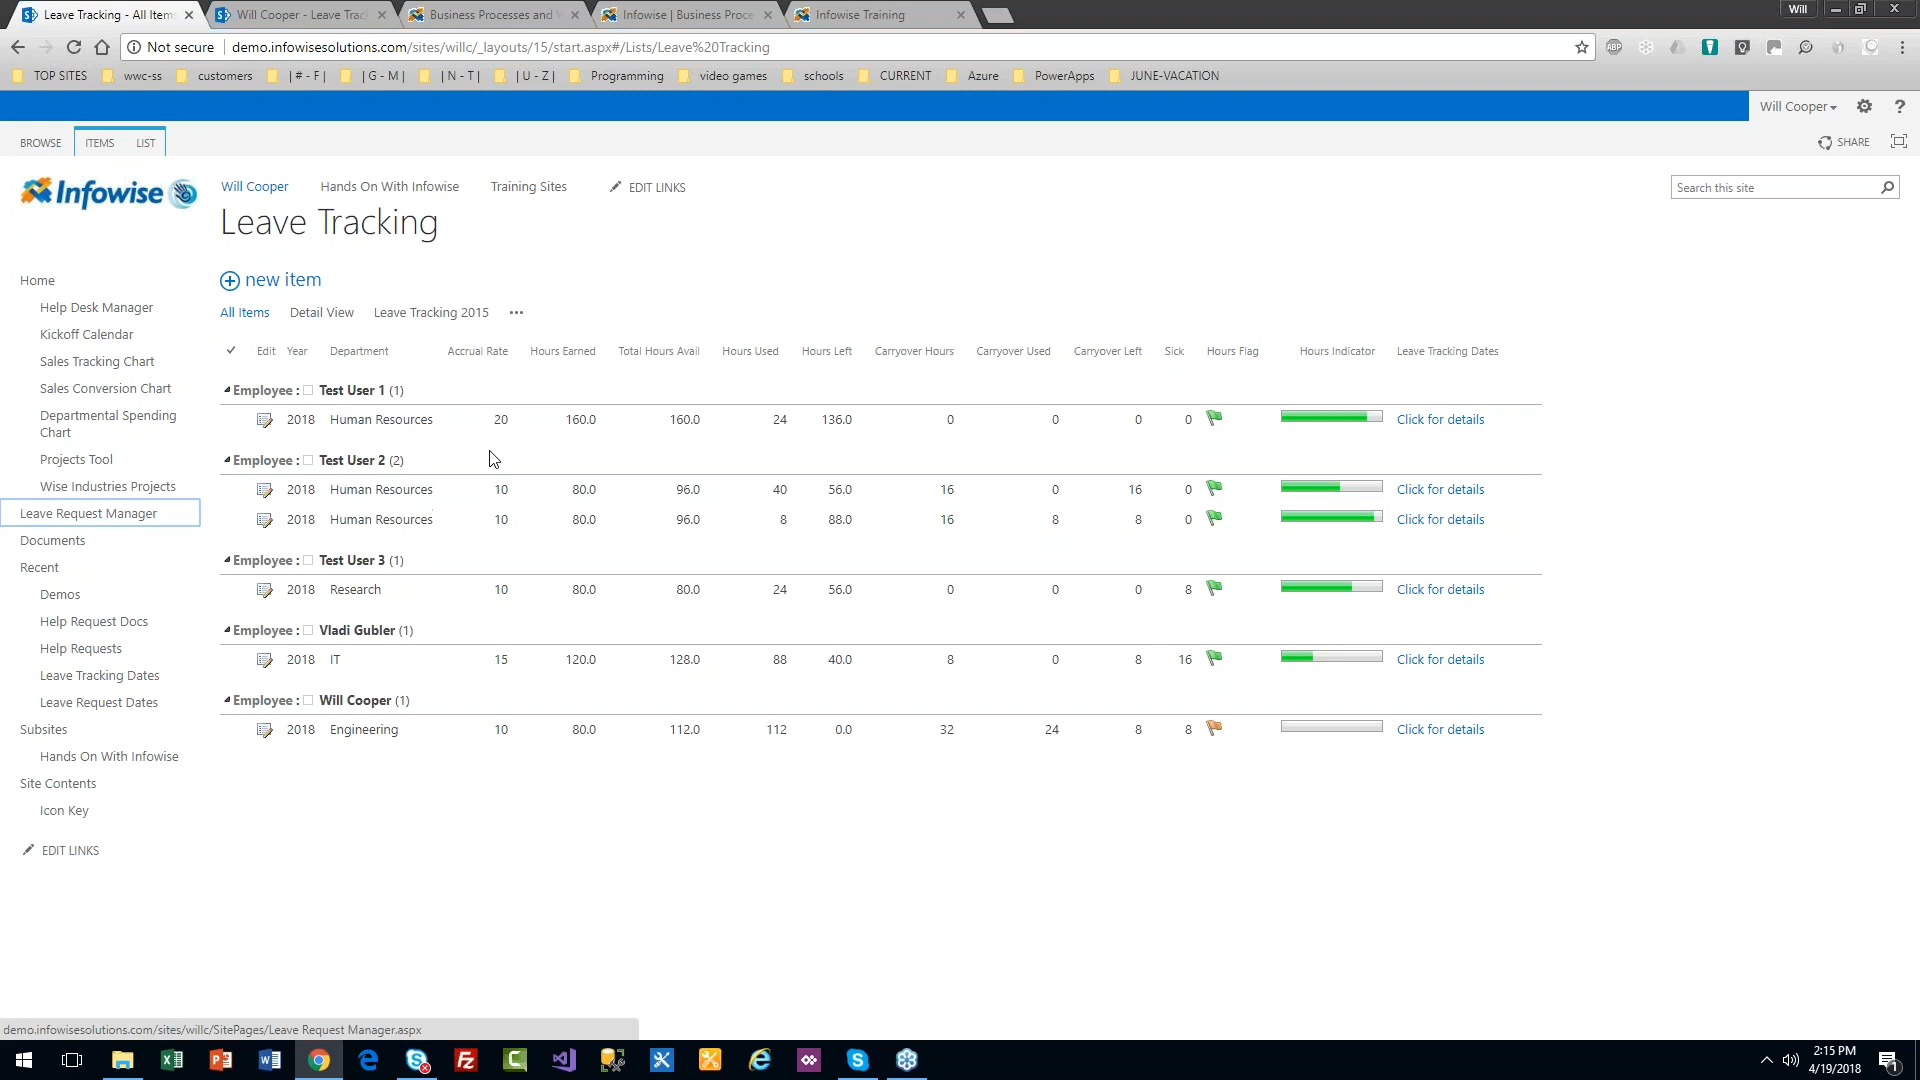 Leave Tracking - All Items
Will Cooper - Leave Trac
Business Processes and
Infowise | Business Proce
Infowise Training
Will
Not secure
demo.infowisesolutions.com/sites/willc/_layouts/15/start.aspx#/Lists/Leave%20Tracking
ABP
TOP SITES
wwc-ss
customers
| # - F |
| G - M |
| N - T |
| U - Z |
Programming
video games
schools
CURRENT
Azure
PowerApps
JUNE-VACATION
Will Cooper
?
BROWSE
ITEMS
LIST
SHARE
Infowise
Will Cooper
Hands On With Infowise
Training Sites
EDIT LINKS
Search this site
Leave Tracking
new item
All Items
Detail View
Leave Tracking 2015
...
Edit Year Department Accrual Rate Hours Earned Total Hours Avail Hours Used Hours Left Carryover Hours Carryover Used Carryover Left Sick Hours Flag Hours Indicator Leave Tracking Dates
Employee : Test User 1 (1)
2018 Human Resources 20 160.0 160.0 24 136.0 0 0 0 0 Click for details
Employee : Test User 2 (2)
2018 Human Resources 10 80.0 96.0 40 56.0 16 0 16 0 Click for details
2018 Human Resources 10 80.0 96.0 8 88.0 16 8 8 0 Click for details
Employee : Test User 3 (1)
2018 Research 10 80.0 80.0 24 56.0 0 0 0 8 Click for details
Employee : Vladi Gubler (1)
2018 IT 15 120.0 128.0 88 40.0 8 0 8 16 Click for details
Employee : Will Cooper (1)
2018 Engineering 10 80.0 112.0 112 0.0 32 24 8 8 Click for details
Home
Help Desk Manager
Kickoff Calendar
Sales Tracking Chart
Sales Conversion Chart
Departmental Spending
Chart
Projects Tool
Wise Industries Projects
Leave Request Manager
Documents
Recent
Demos
Help Request Docs
Help Requests
Leave Tracking Dates
Leave Request Dates
Subsites
Hands On With Infowise
Site Contents
Icon Key
EDIT LINKS
demo.infowisesolutions.com/sites/willc/SitePages/Leave Request Manager.aspx
2:15 PM
4/19/2018
1